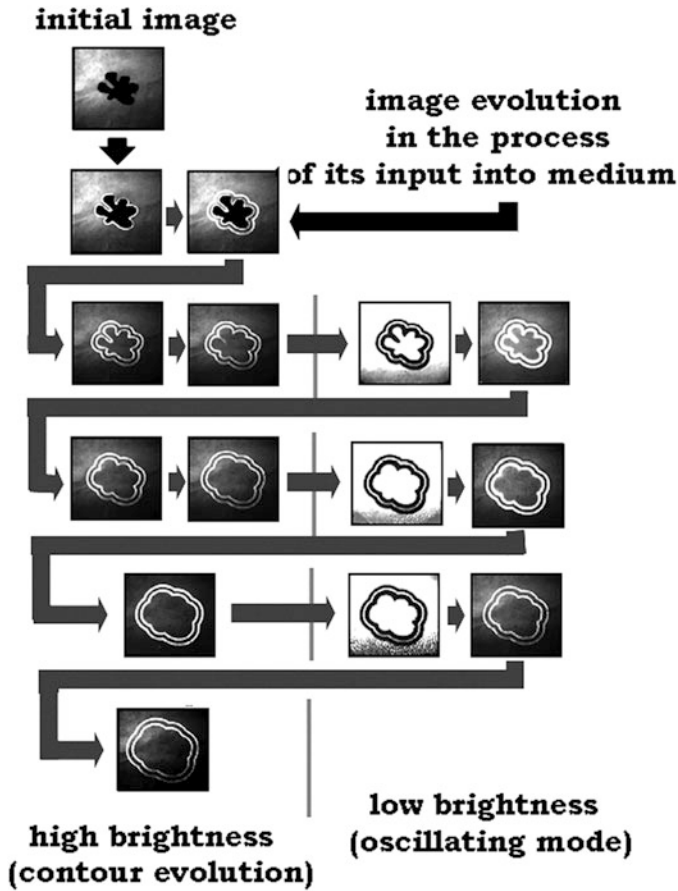 initial image
image evolution
in the process
of its input into medium
low brightness
(oscillating mode)
high brightness
(contour evolution)